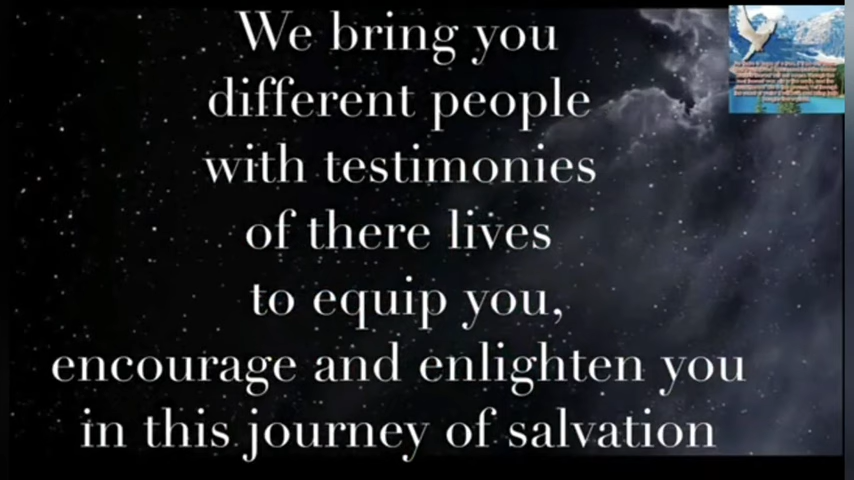 We bring you
different people
with testimonies
of there lives
to equip you,
encourage and enlighten you
in this journey of salvation